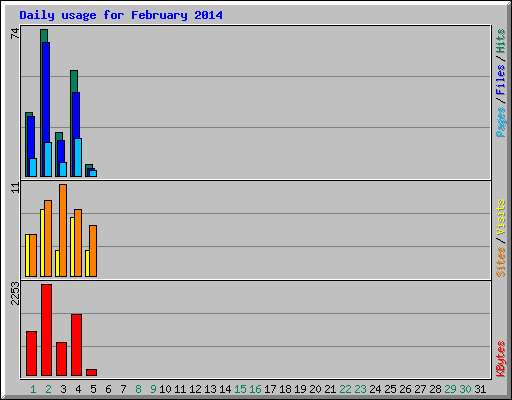 Daily usage for February 2014
74
11
2253
Pages / Files / Hits
Sites / Visits
KBytes
1 2 3 4 5 6 7 8 9 10 11 12 13 14 15 16 17 18 19 20 21 22 23 24 25 26 27 28 29 30 31